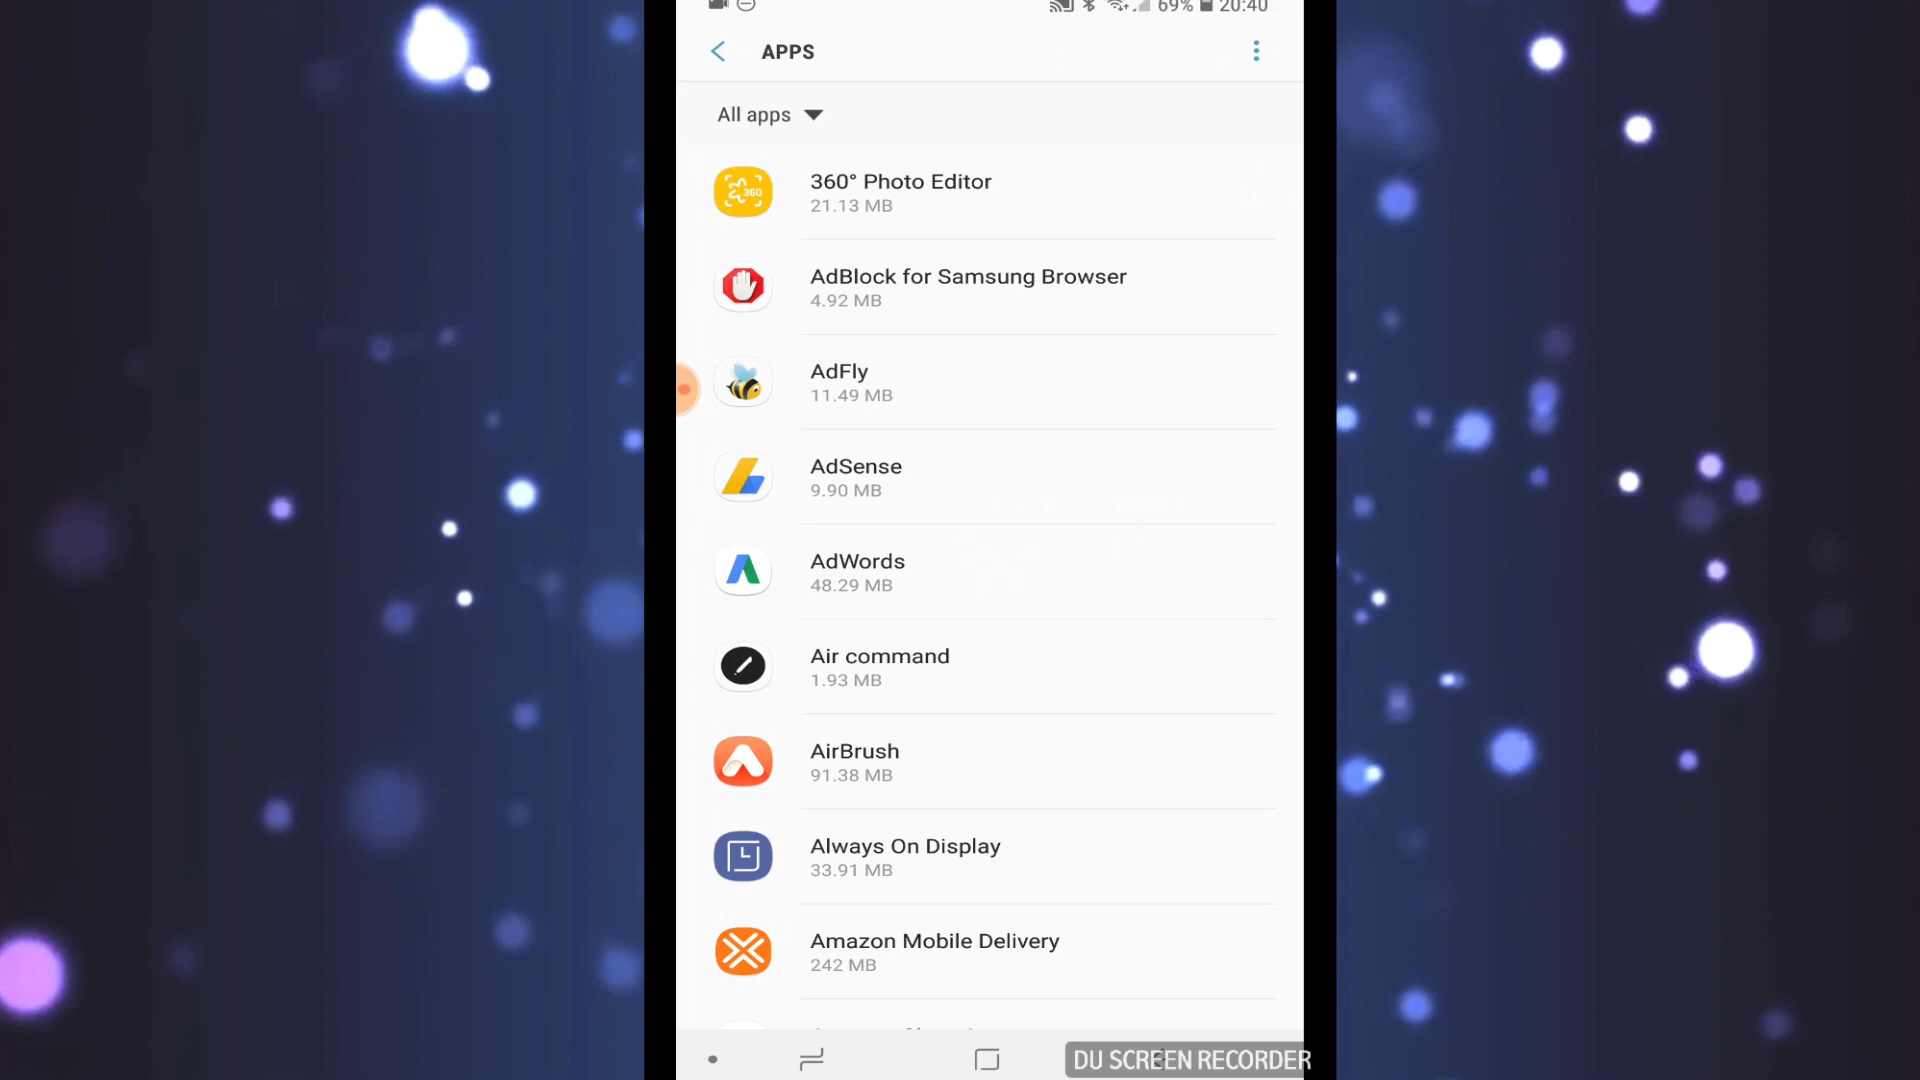 69% 20:40
APPS
All apps
360
360° Photo Editor
21.13 MB
AdBlock for Samsung Browser
4.92 MB
AdFly
11.49 MB
AdSense
9.90 MB
AdWords
48.29 MB
Air command
1.93 MB
AirBrush
91.38 MB
Always On Display
33.91 MB
Amazon Mobile Delivery
242 MB
DU SCREEN RECORDER